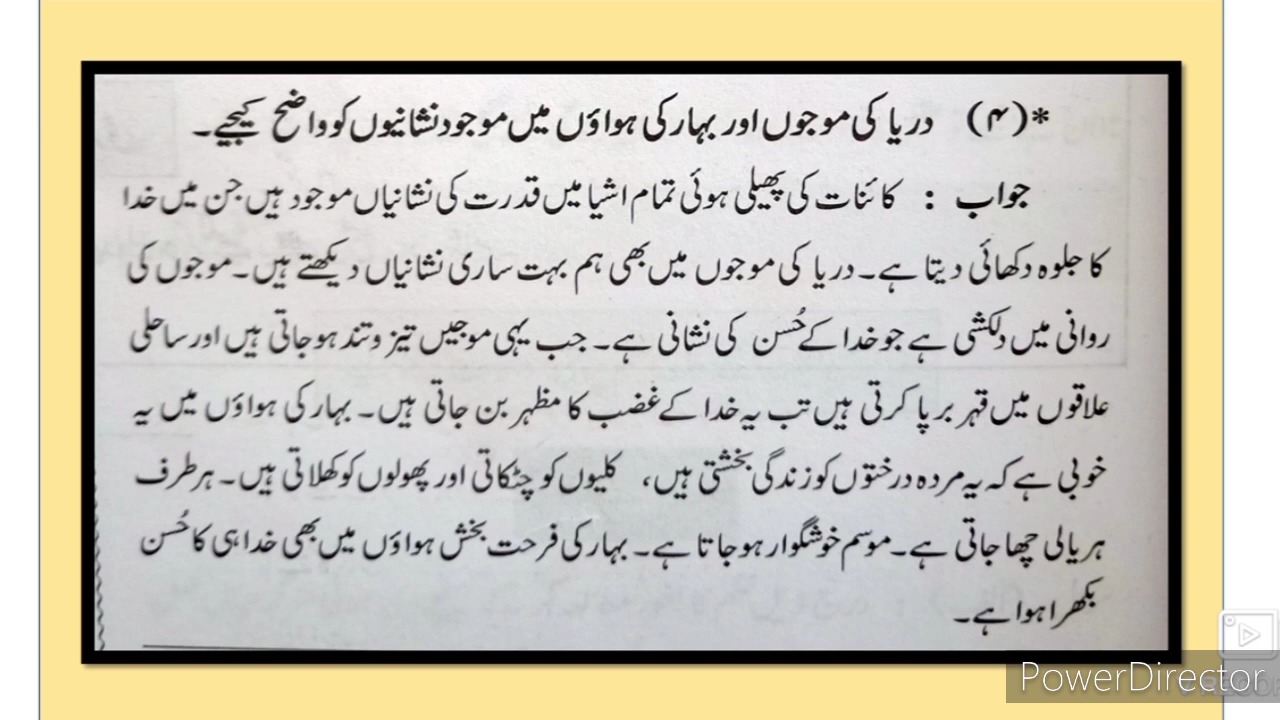 *(۴) دریا کی موجوں اور بہار کی ہواؤں میں موجود نشانیوں کو واضح کیجیے۔
جواب : کائنات کی پھیلی ہوئی تمام اشیا میں قدرت کی نشانیاں موجود ہیں جن میں خدا
کا جلوہ دکھائی دیتا ہے۔ دریا کی موجوں میں بھی ہم بہت ساری نشانیاں دیکھتے ہیں۔ موجوں کی
روانی میں دلکشی ہے جو خدا کے حُسن کی نشانی ہے۔ جب یہی موجیں تیز و تند ہو جاتی ہیں اور ساحلی
علاقوں میں قہر برپا کرتی ہیں تب یہ خدا کے غضب کا مظہر بن جاتی ہیں۔ بہار کی ہواؤں میں یہ
خوبی ہے کہ یہ مردہ درختوں کو زندگی بخشتی ہیں، کلیوں کو چٹکاتی اور پھولوں کو کھلاتی ہیں۔ ہر طرف
ہریالی چھا جاتی ہے۔ موسم خوشگوار ہو جاتا ہے۔ بہار کی فرحت بخش ہواؤں میں بھی خدا ہی کا حُسن
بکھرا ہوا ہے۔
PowerDirector